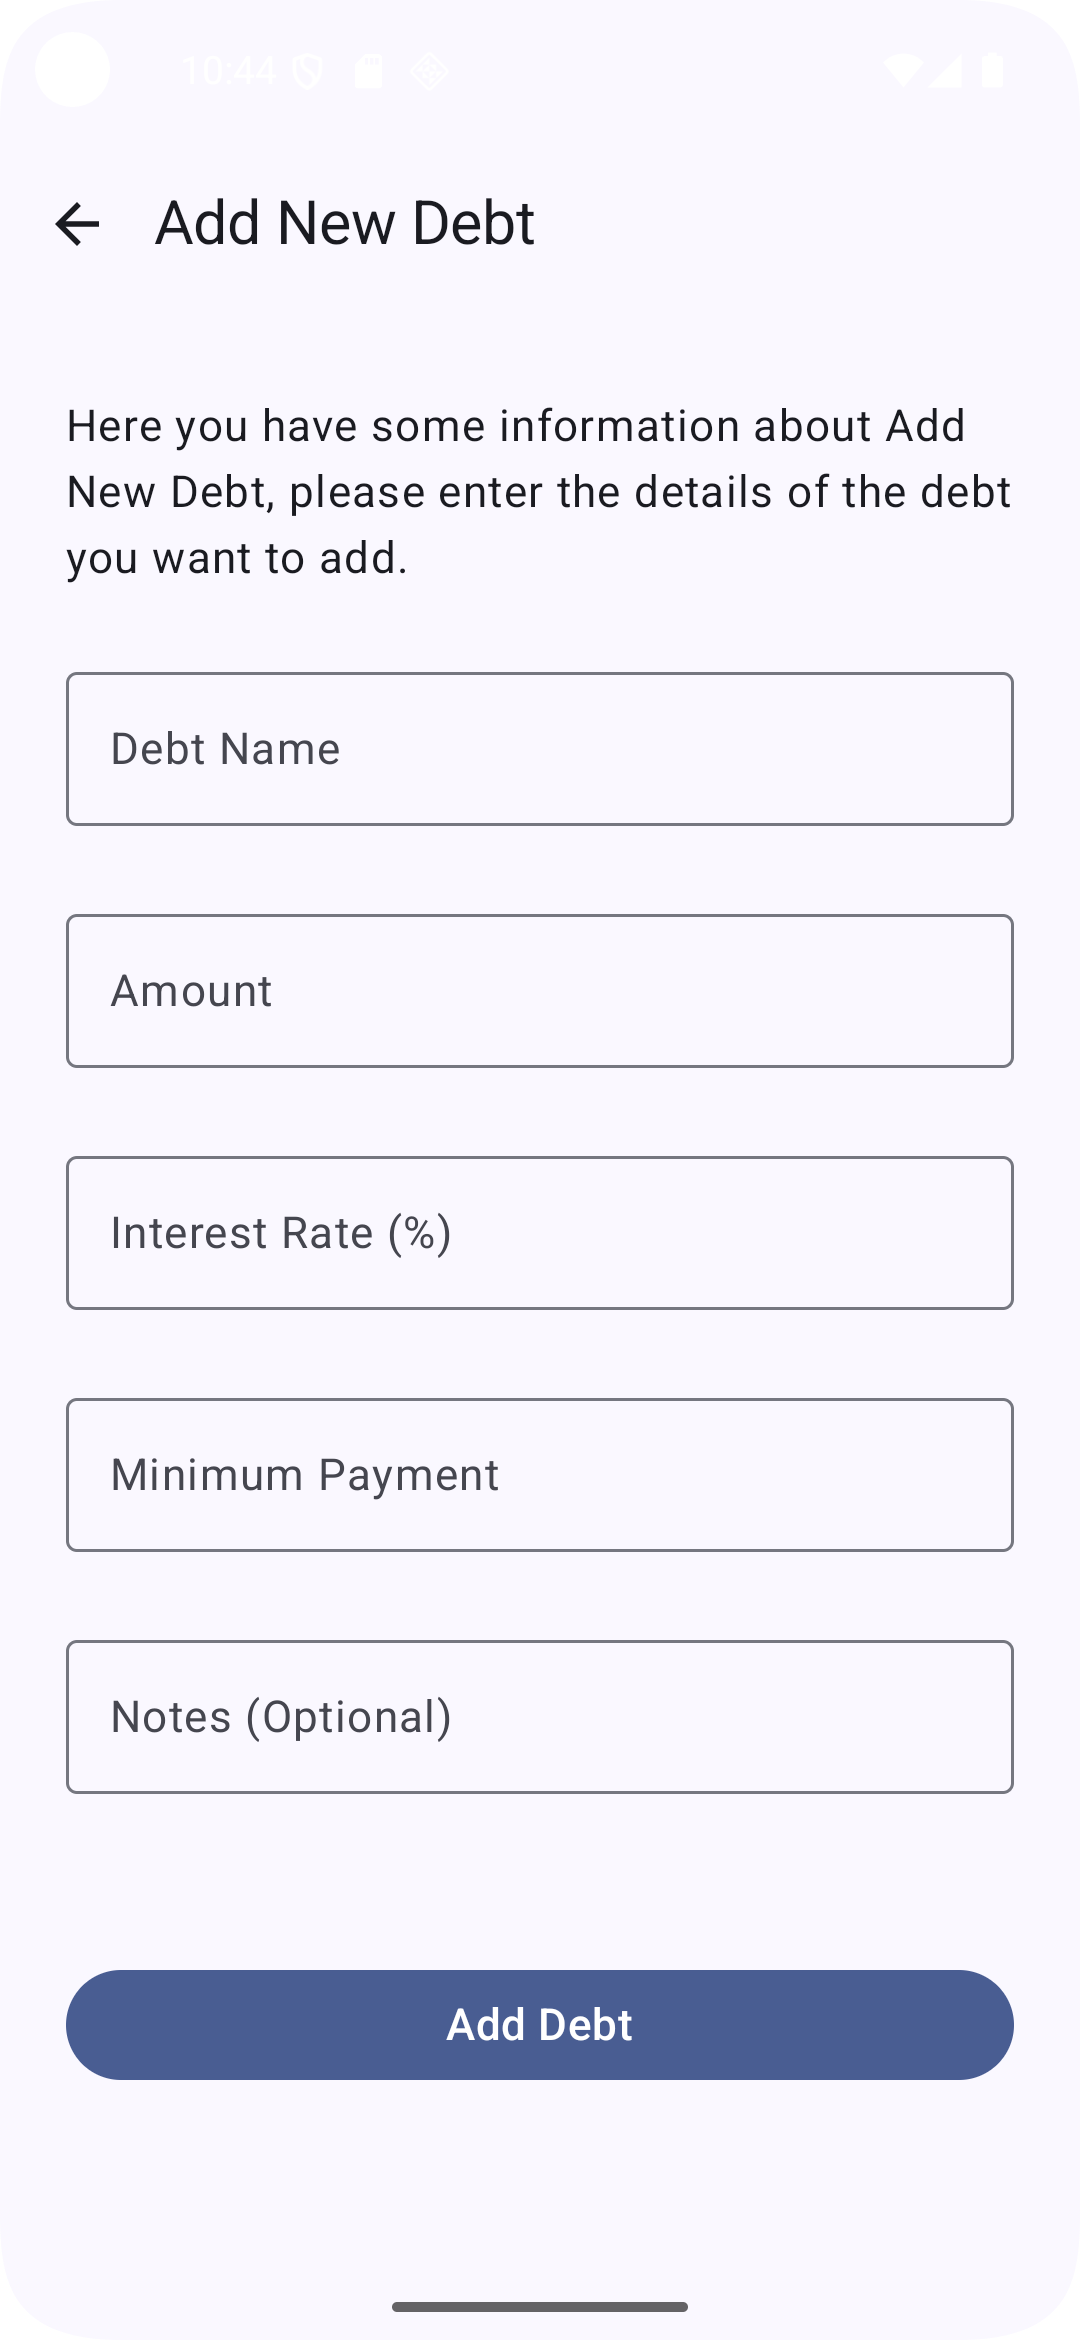 10:44
Add New Debt
Here you have some information about Add
New Debt, please enter the details of the debt
you want to add.
Debt Name
Amount
Interest Rate (%)
Minimum Payment
Notes (Optional)
Add Debt